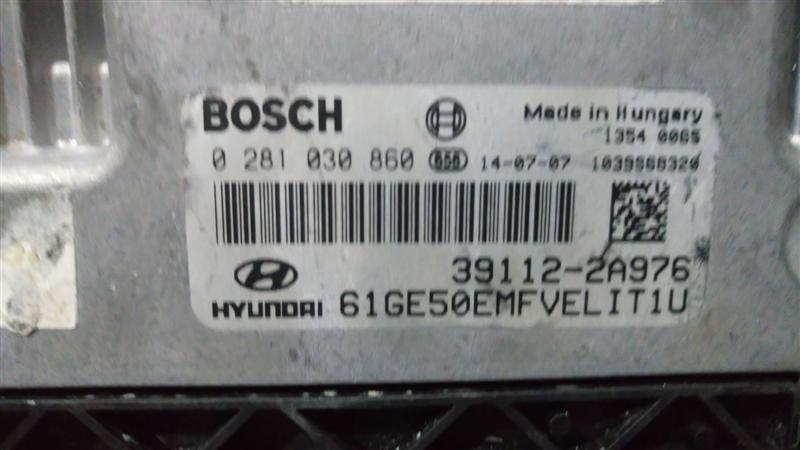 BOSCH
Made in Hungary
1354 0065
0 281 030 860 14-07-07 1039S68320
39112-2A976
HYUNDAI 61GE50EMFVELIT1U